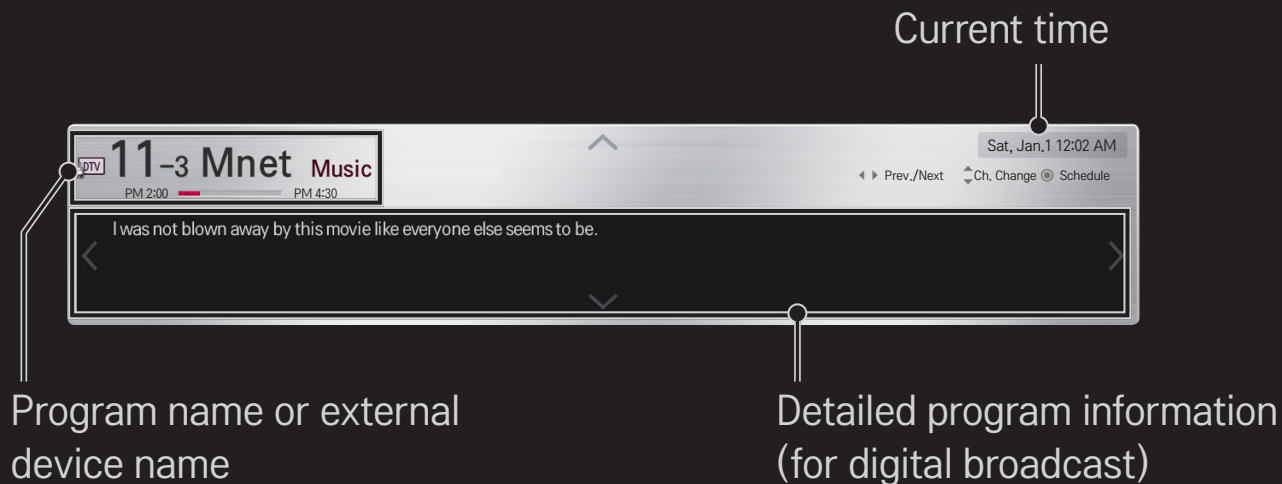 Current time
DTV 11-3 Mnet Music
PM 2:00 PM 4:30
Sat, Jan.1 12:02 AM
Prev./Next Ch. Change Schedule
I was not blown away by this movie like everyone else seems to be.
Program name or external
device name
Detailed program information
(for digital broadcast)